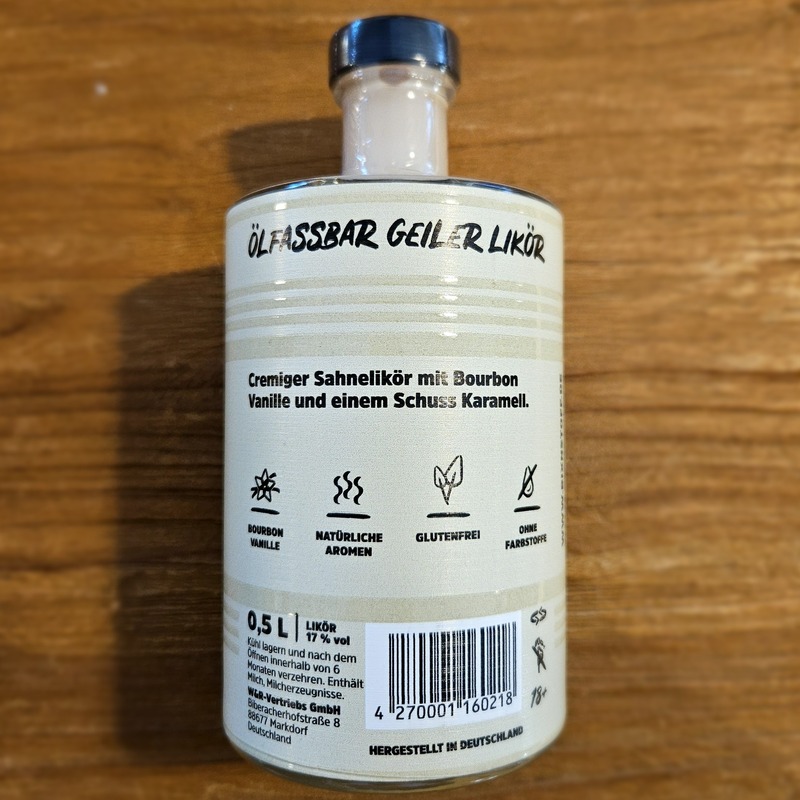 ÖLFASSBAR GEILER LIKÖR
Cremiger Sahnelikör mit Bourbon
Vanille und einem Schuss Karamell.
BOURBON
VANILLE
NATÜRLICHE
AROMEN
GLUTENFREI
OHNE
FARBSTOFFE
0,5 L
LIKÖR
17 % vol
Kühl lagern und nach dem
Öffnen innerhalb von 6
Monaten verzehren. Enthält
Milch, Milcherzeugnisse.
W&R-Vertriebs GmbH
Biberacherhofstraße 8
88677 Markdorf
Deutschland
4 270001 160218
HERGESTELLT IN DEUTSCHLAND
18+